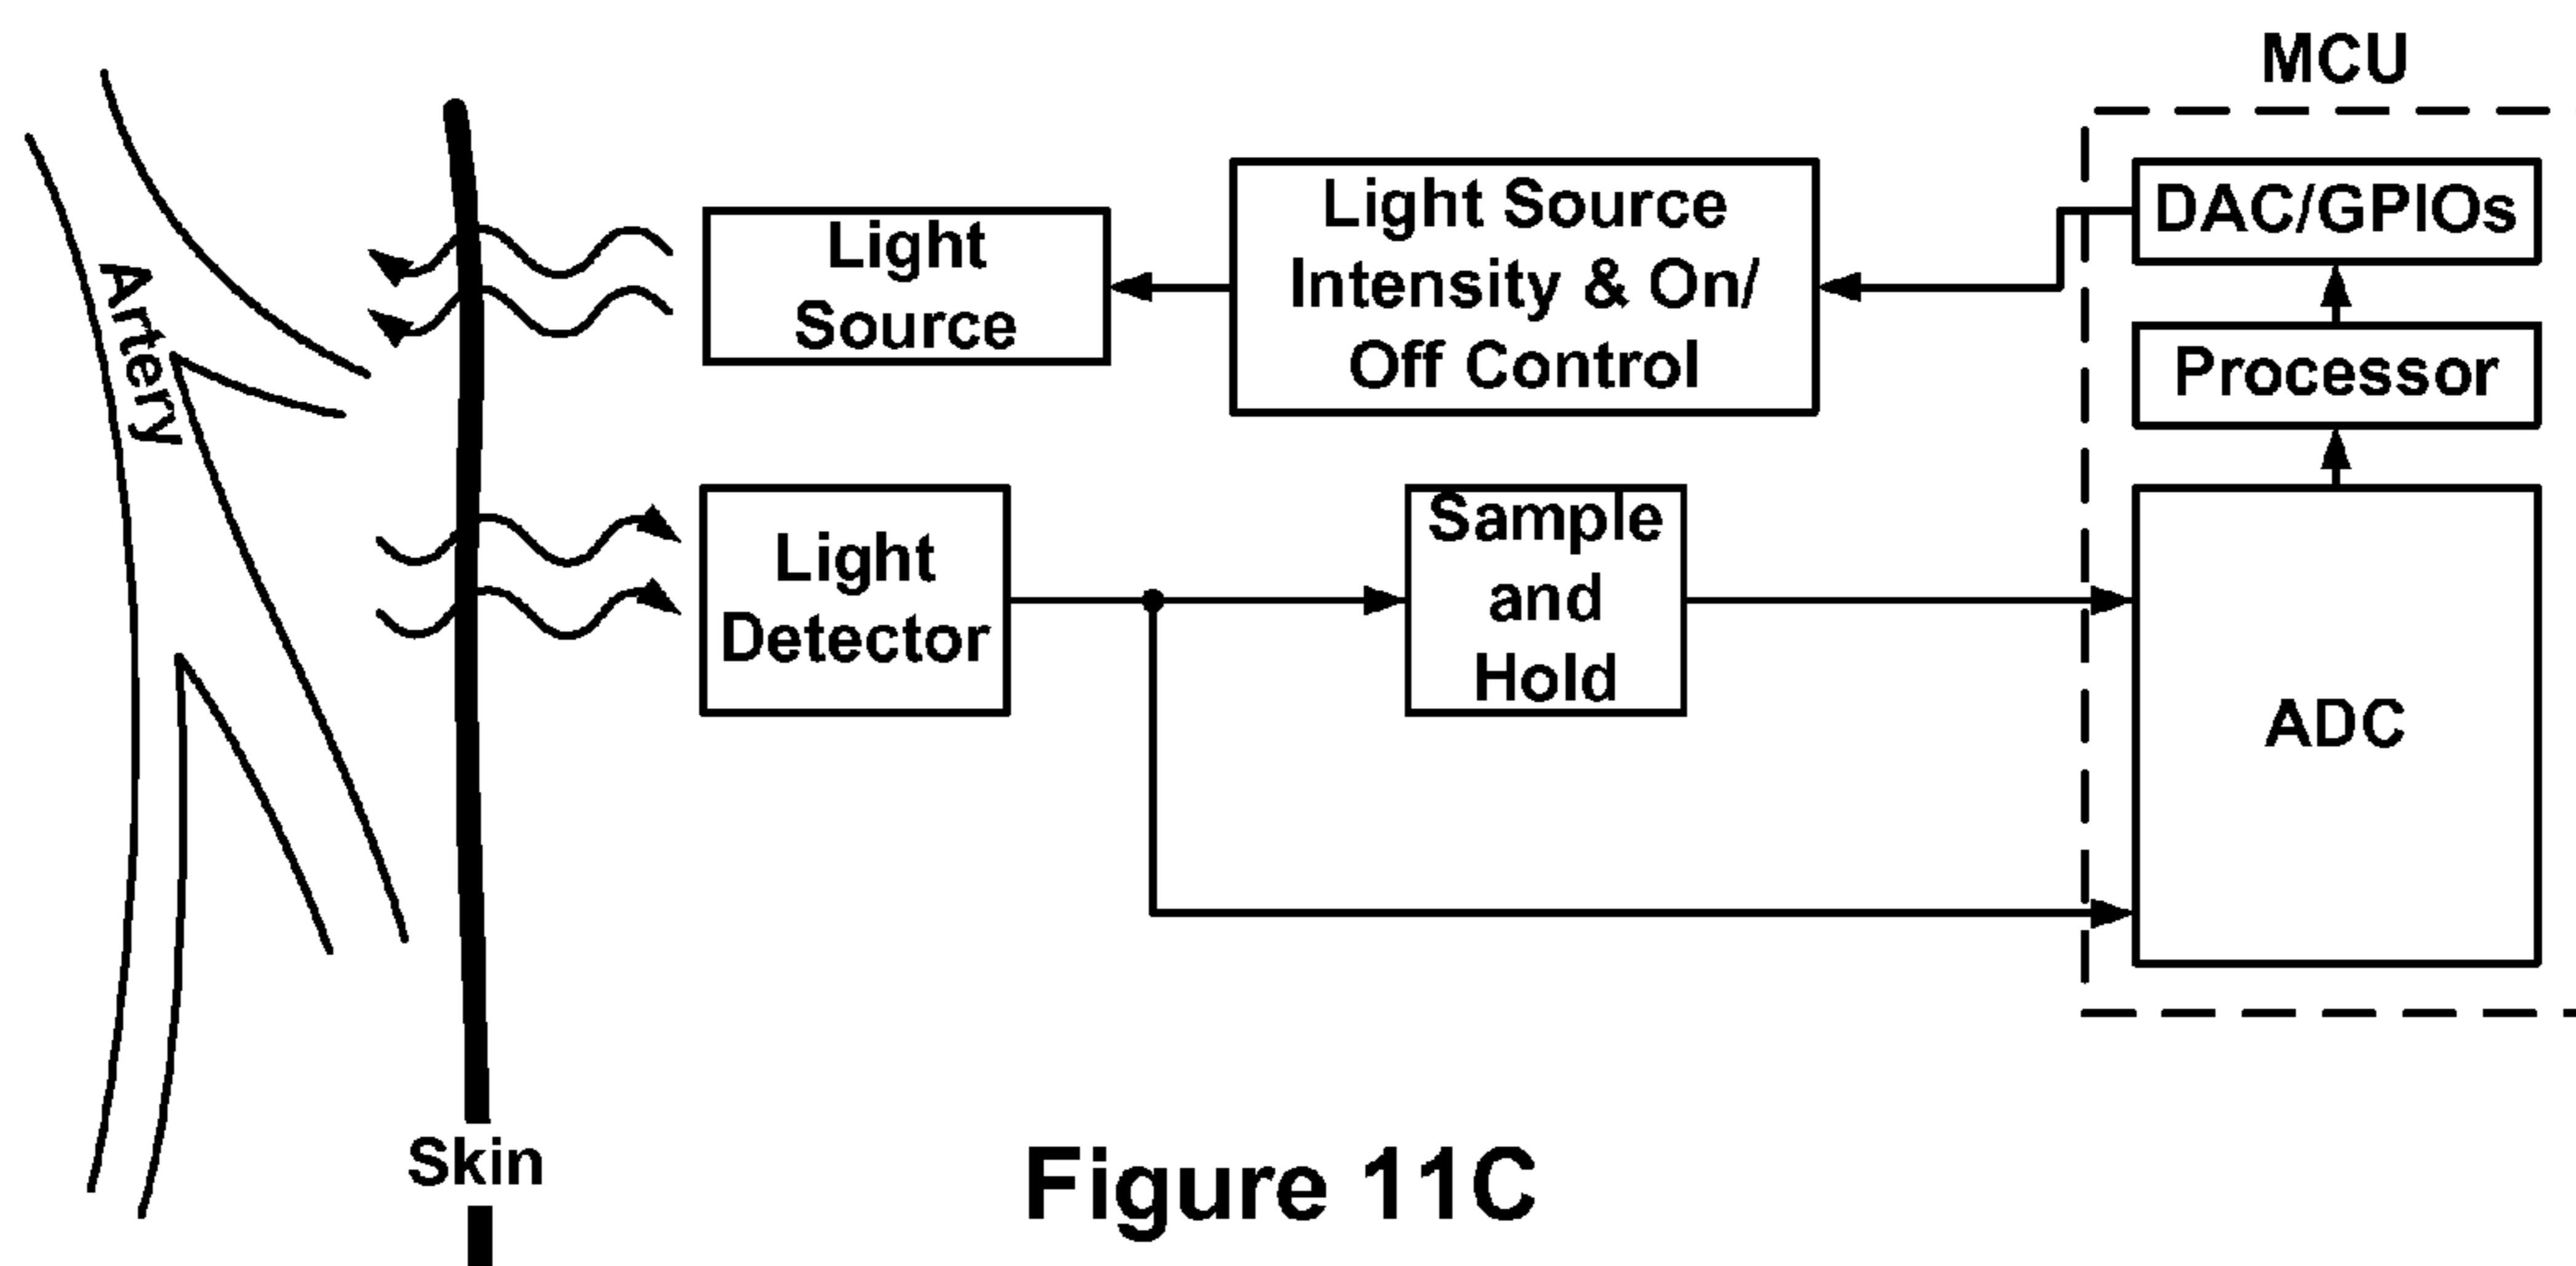 MCU
Artery
Light
Source
Light Source
Intensity & On/
Off Control
DAC/GPIOs
Processor
Light
Detector
Sample
and
Hold
ADC
Skin
Figure 11C